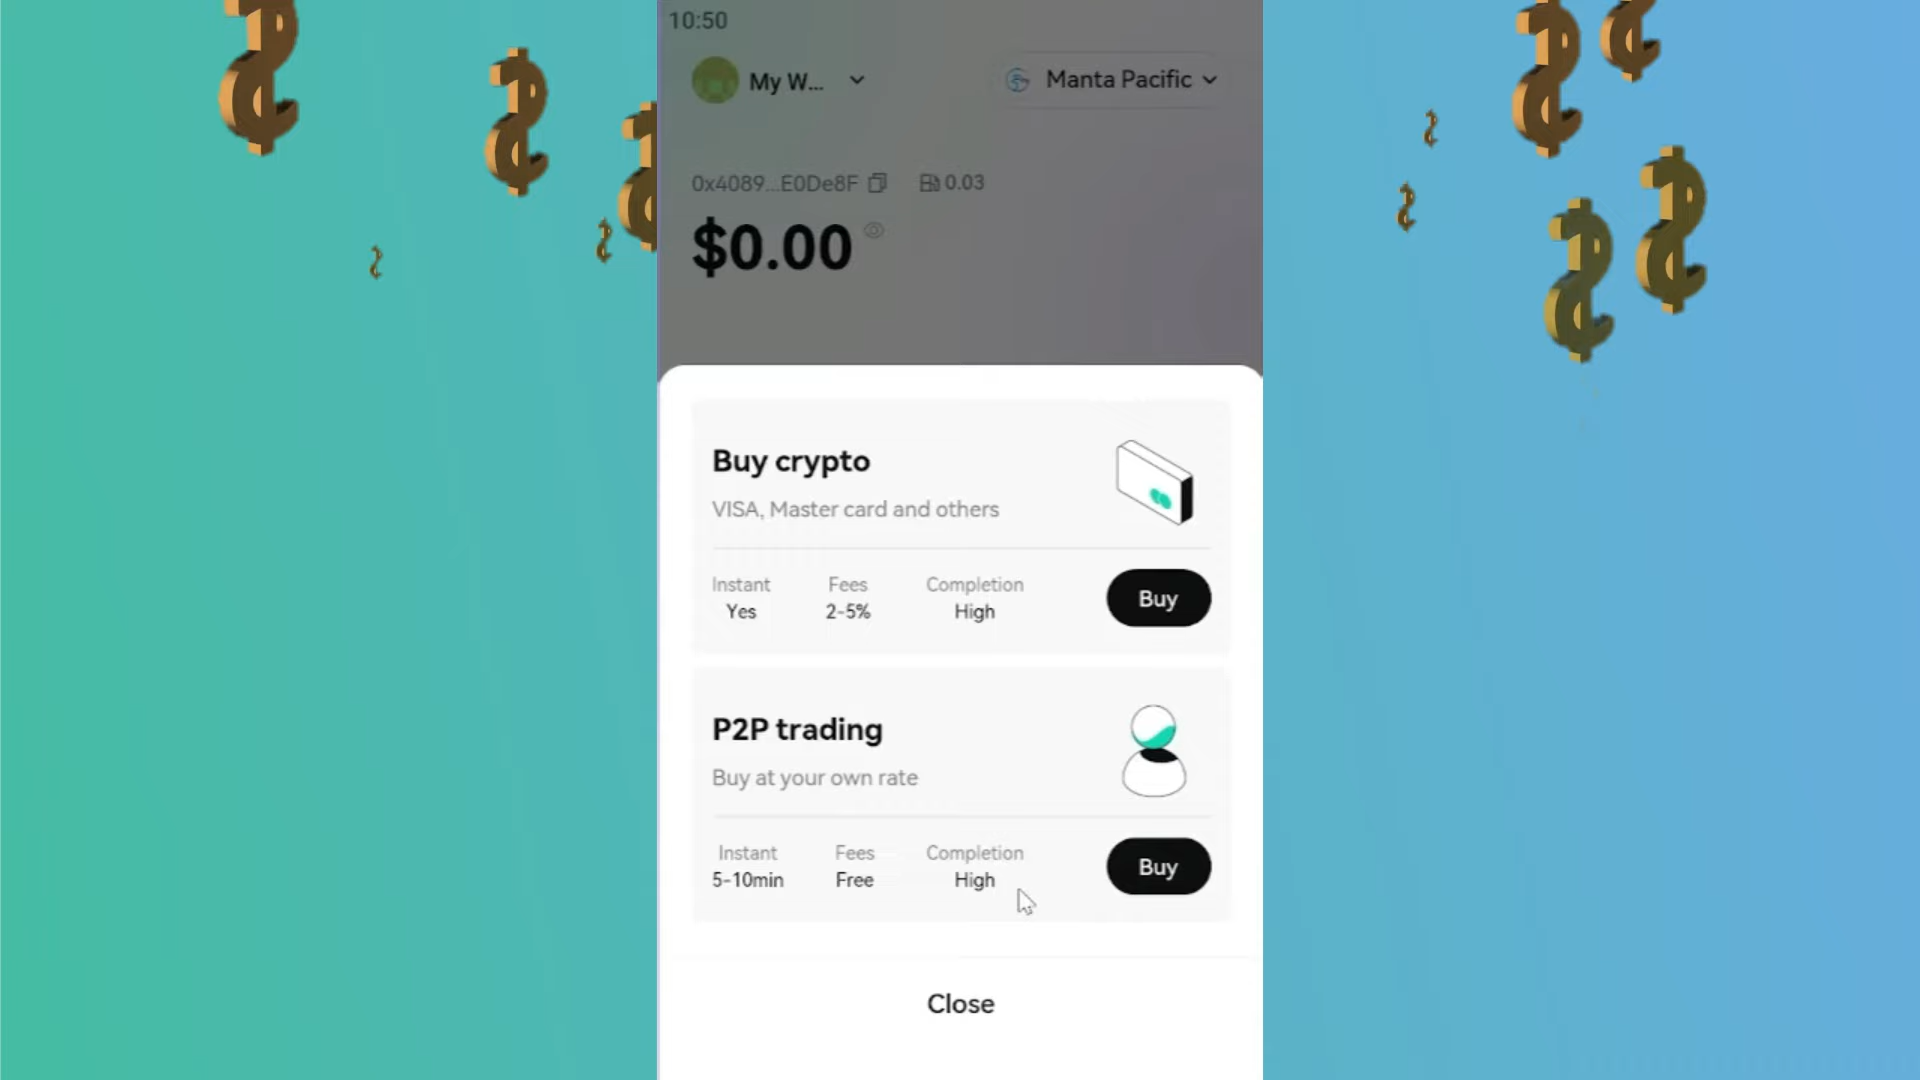 10:50
My W...
Manta Pacific
0x4089...E0De8F
0.03
$0.00
Buy crypto
VISA, Master card and others
Instant Fees Completion
Yes 2-5% High
Buy
P2P trading
Buy at your own rate
Instant Fees Completion
5-10min Free High
Buy
Close